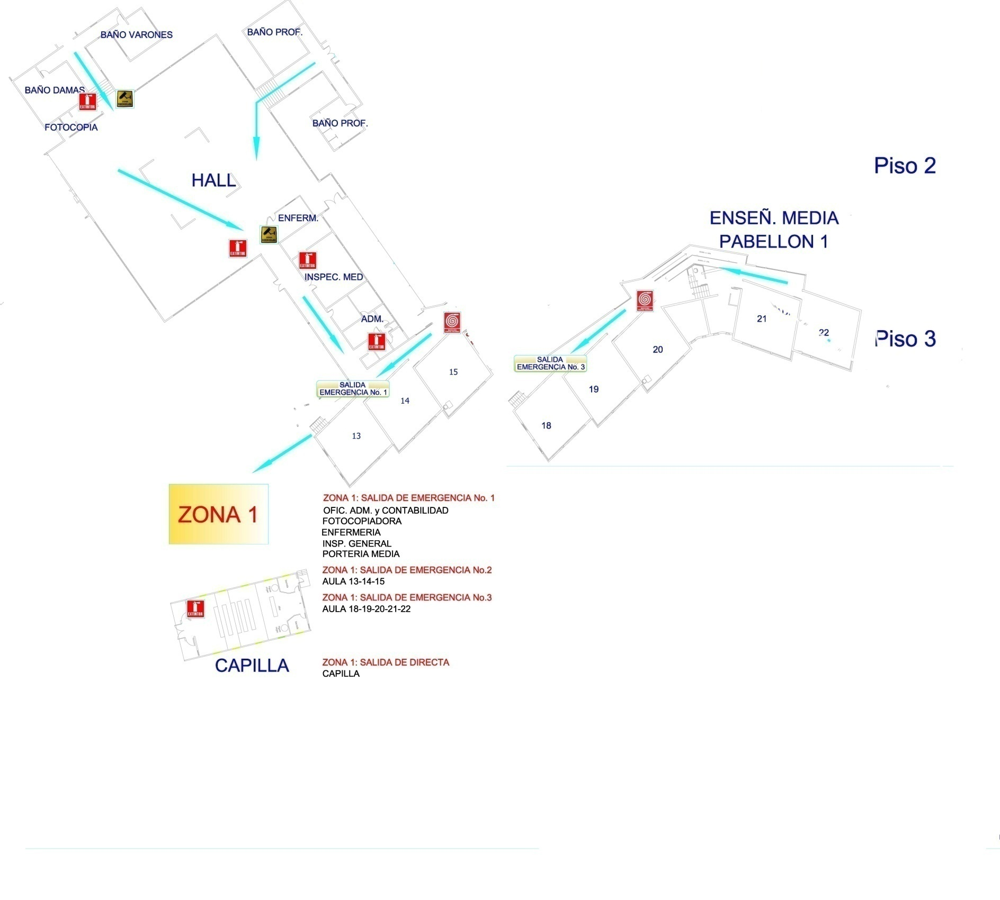 BAÑO VARONES
BAÑO PROF.
BAÑO DAMAS
EXTINTOR
ZONA
VIDEOVIGILADA
FOTOCOPIA
BAÑO PROF.
HALL
Piso 2
ENFERM.
ENSEÑ. MEDIA
PABELLON 1
ZONA
VIDEOVIGILADA
EXTINTOR
EXTINTOR
INSPEC. MED
ADM.
EXTINTOR
21
22
Piso 3
20
SALIDA
EMERGENCIA No. 3
15
SALIDA
EMERGENCIA No. 1
14
19
18
13
ZONA 1
ZONA 1: SALIDA DE EMERGENCIA No. 1
OFIC. ADM. y CONTABILIDAD
FOTOCOPIADORA
ENFERMERIA
INSP. GENERAL
PORTERIA MEDIA
ZONA 1: SALIDA DE EMERGENCIA No.2
AULA 13-14-15
ZONA 1: SALIDA DE EMERGENCIA No.3
AULA 18-19-20-21-22
EXTINTOR
CAPILLA
ZONA 1: SALIDA DE DIRECTA
CAPILLA